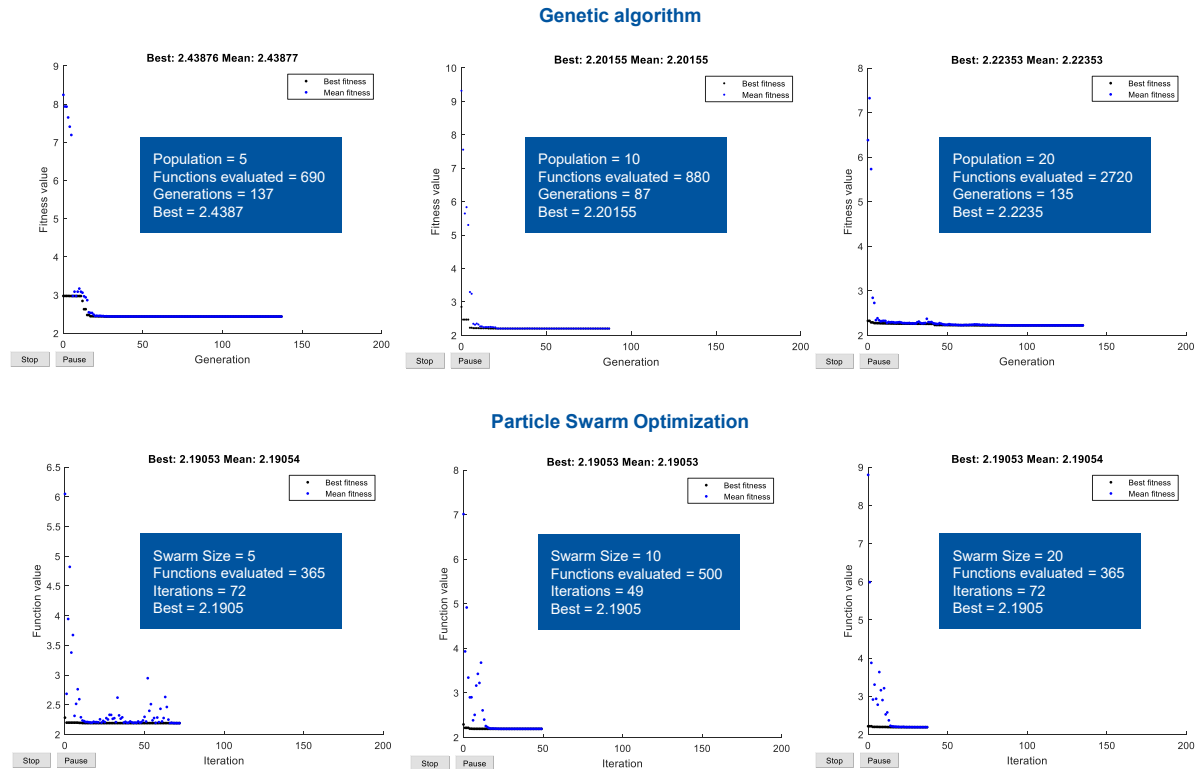 Genetic algorithm
Best: 2.43876 Mean: 2.43877
9
8
7
6
5
4
3
2
Fitness value
Best fitness
Mean fitness
Population = 5
Functions evaluated = 690
Generations = 137
Best = 2.4387
0
50
100
150
200
Generation
Stop
Pause
Best: 2.20155 Mean: 2.20155
10
9
8
7
6
5
4
3
2
Fitness value
Best fitness
Mean fitness
Population = 10
Functions evaluated = 880
Generations = 87
Best = 2.20155
0
50
100
150
200
Generation
Stop
Pause
Best: 2.22353 Mean: 2.22353
8
7
6
5
4
3
2
Fitness value
Best fitness
Mean fitness
Population = 20
Functions evaluated = 2720
Generations = 135
Best = 2.2235
0
50
100
150
200
Generation
Stop
Pause
Particle Swarm Optimization
Best: 2.19053 Mean: 2.19054
6.5
6
5.5
5
4.5
4
3.5
3
2.5
2
Function value
Best fitness
Mean fitness
Swarm Size = 5
Functions evaluated = 365
Iterations = 72
Best = 2.1905
0
50
100
150
200
Iteration
Stop
Pause
Best: 2.19053 Mean: 2.19053
8
7
6
5
4
3
2
Function value
Best fitness
Mean fitness
Swarm Size = 10
Functions evaluated = 500
Iterations = 49
Best = 2.1905
0
50
100
150
200
Iteration
Stop
Pause
Best: 2.19053 Mean: 2.19054
9
8
7
6
5
4
3
2
Function value
Best fitness
Mean fitness
Swarm Size = 20
Functions evaluated = 365
Iterations = 72
Best = 2.1905
0
50
100
150
200
Iteration
Stop
Pause